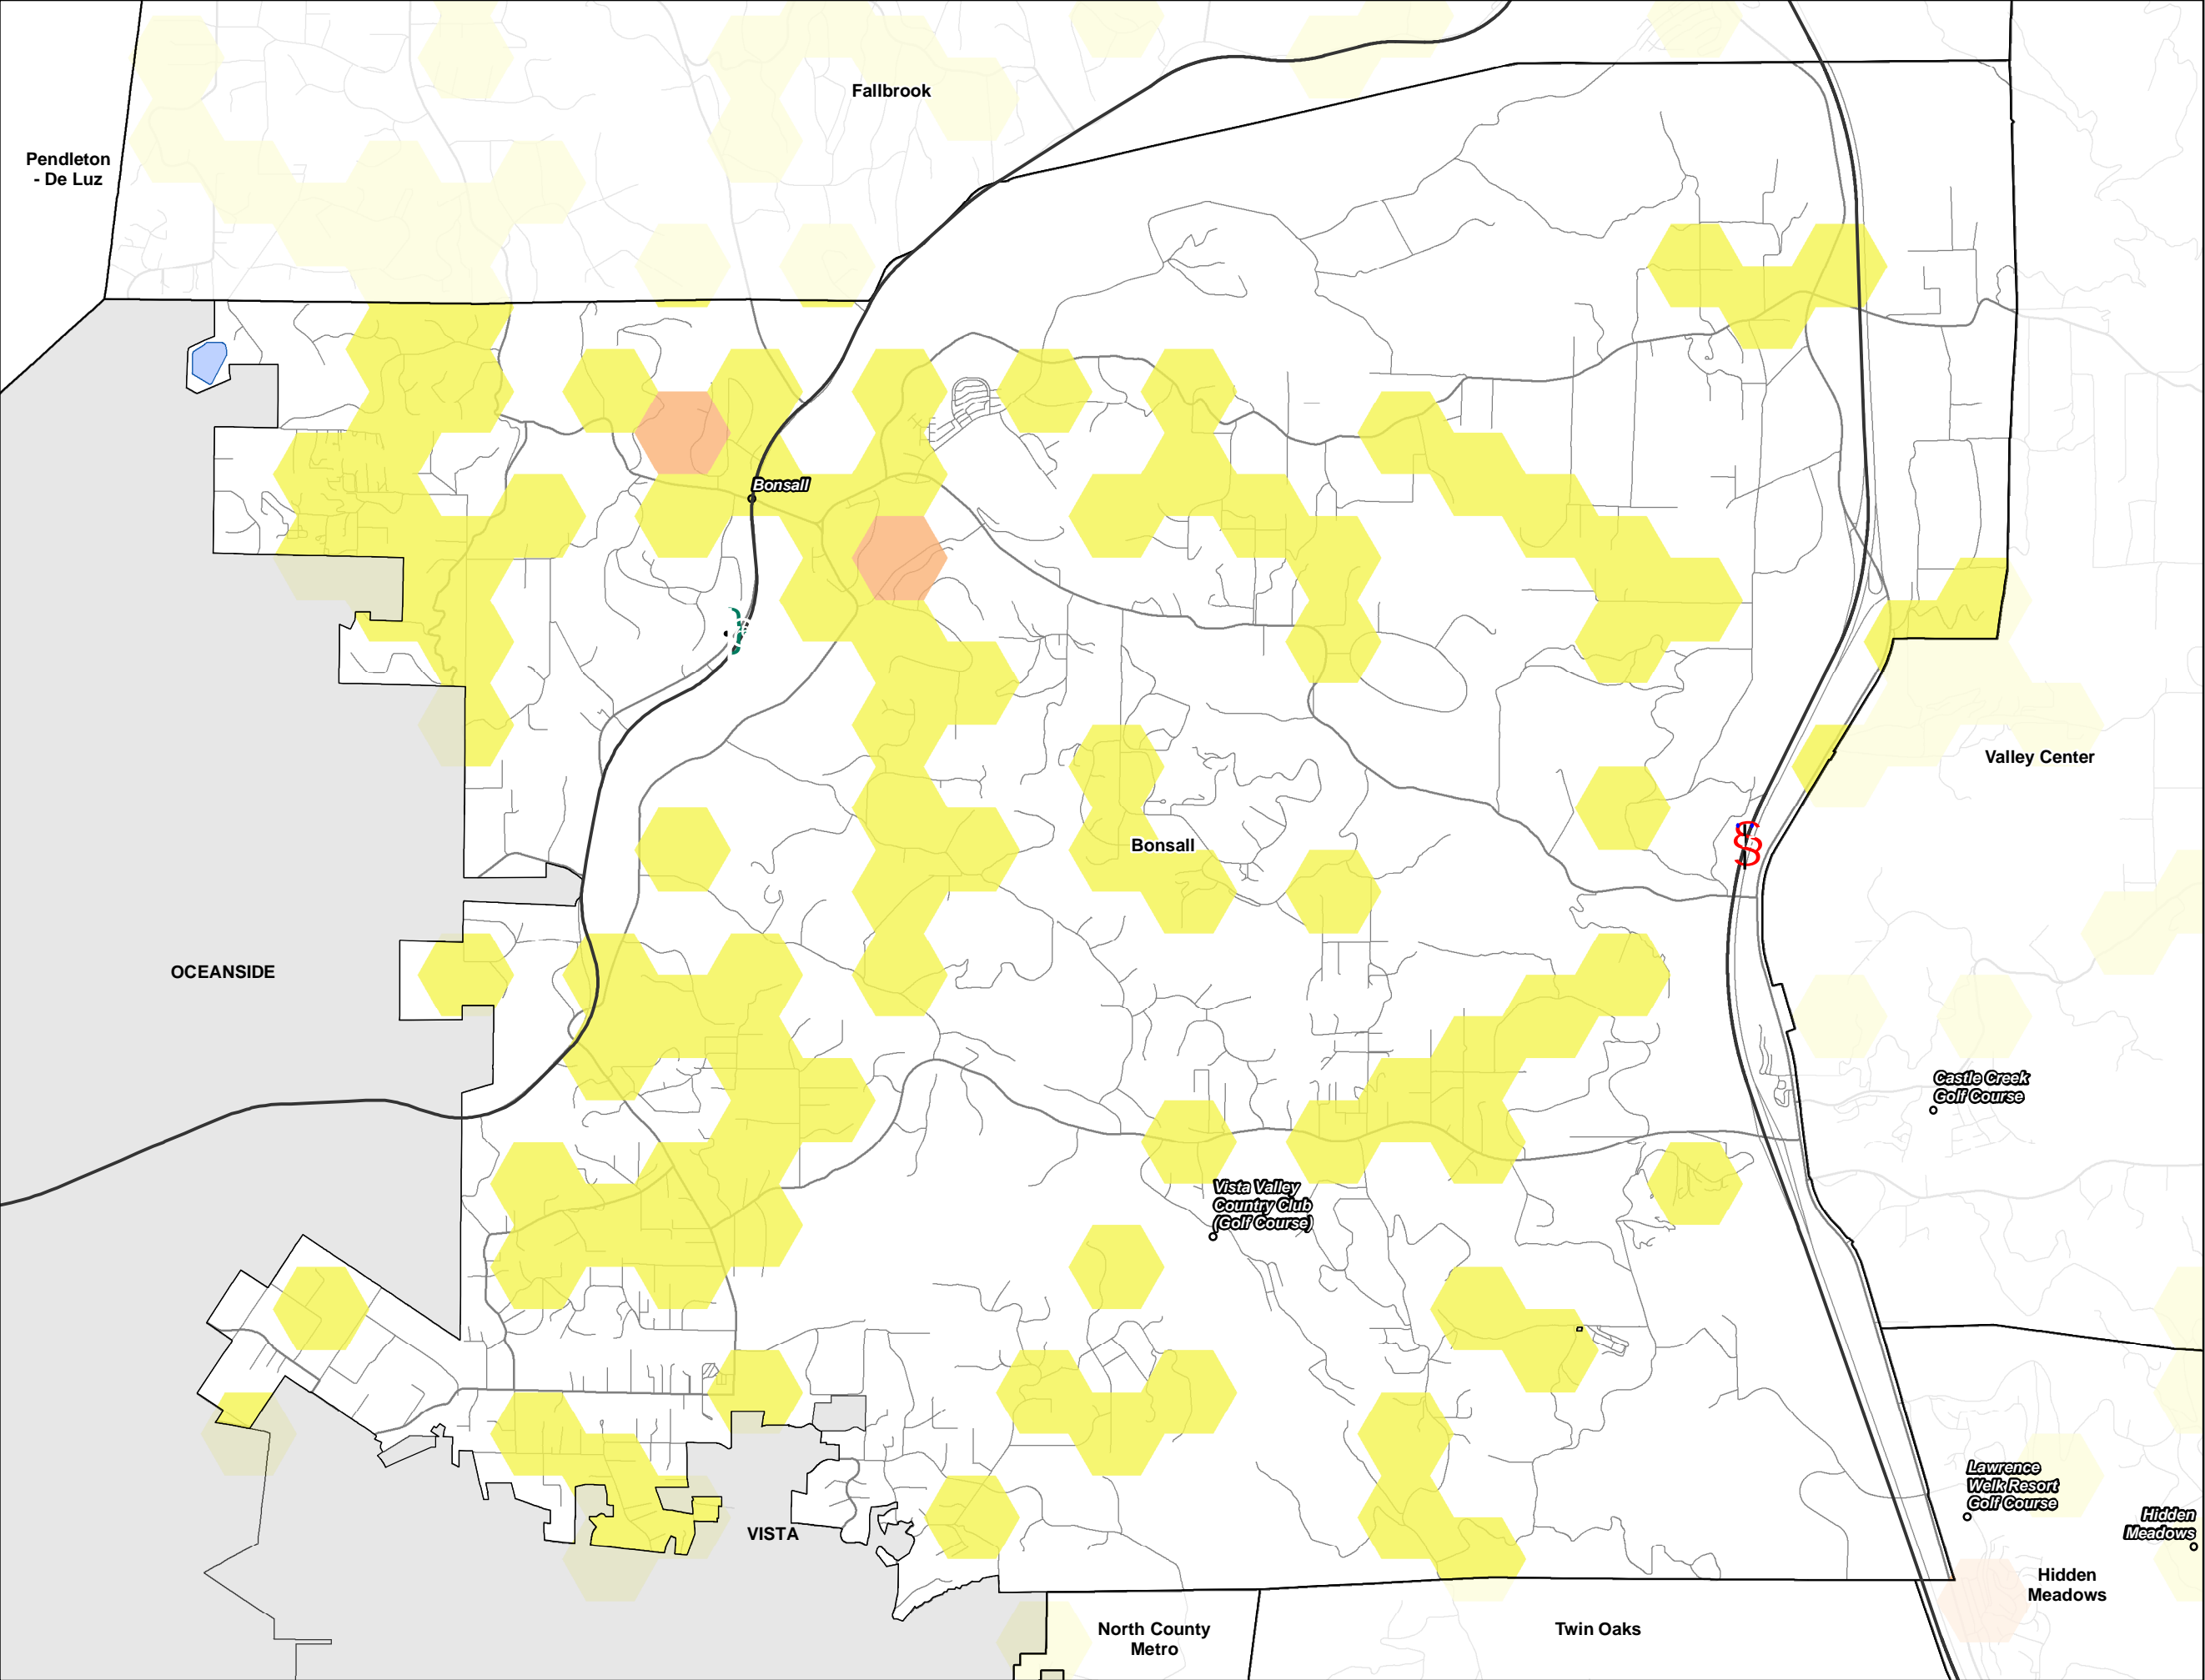 Fallbrook
Pendleton
- De Luz
Bonsall
Valley Center
Bonsall
OCEANSIDE
Castle Creek
Golf Course
Vista Valley
Country Club
(Golf Course)
Lawrence
Welk Resort
Golf Course
Hidden
Meadows
VISTA
Hidden
Meadows
North County
Metro
Twin Oaks